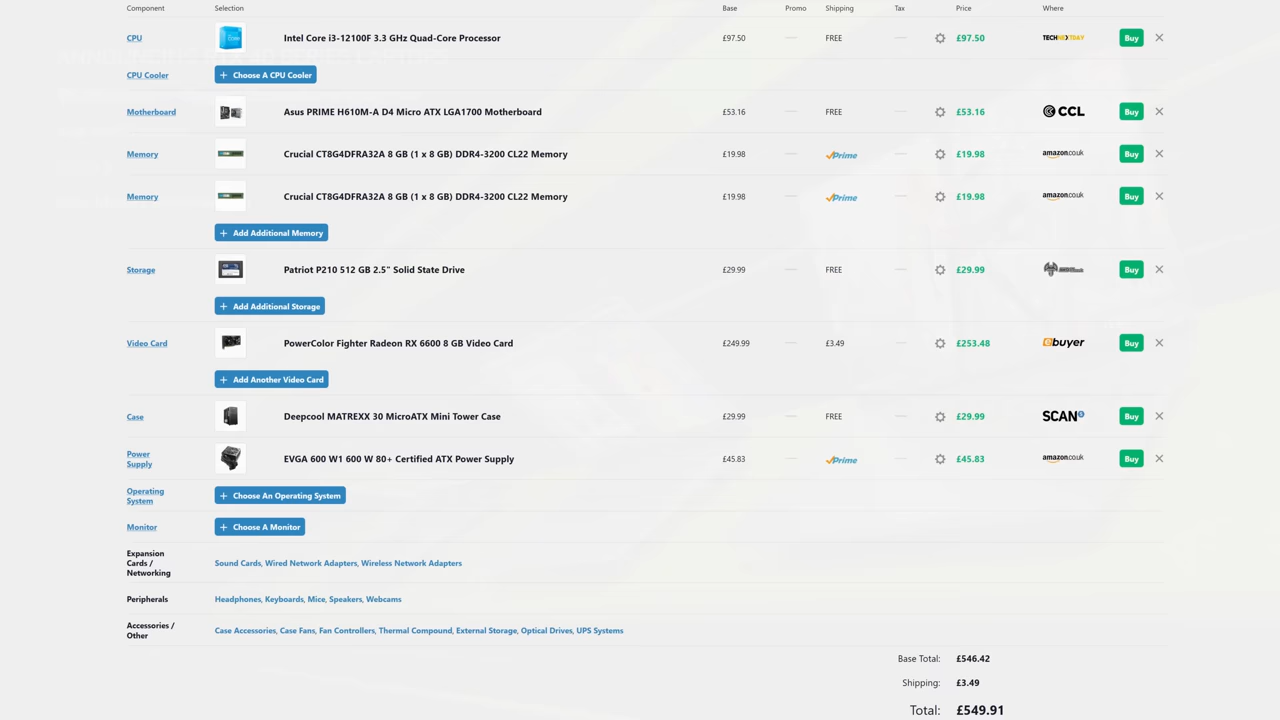 Component Selection Base Promo Shipping Tax Price Where
CPU Intel Core i3-12100F 3.3 GHz Quad-Core Processor £97.50 — FREE — £97.50 TECHNEXTDAY Buy
CPU Cooler + Choose A CPU Cooler
Motherboard Asus PRIME H610M-A D4 Micro ATX LGA1700 Motherboard £53.16 — FREE — £53.16 CCL Buy
Memory Crucial CT8G4DFRA32A 8 GB (1 x 8 GB) DDR4-3200 CL22 Memory £19.98 — Prime — £19.98 amazon.co.uk Buy
Memory Crucial CT8G4DFRA32A 8 GB (1 x 8 GB) DDR4-3200 CL22 Memory £19.98 — Prime — £19.98 amazon.co.uk Buy
+ Add Additional Memory
Storage Patriot P210 512 GB 2.5" Solid State Drive £29.99 — FREE — £29.99 Buy
+ Add Additional Storage
Video Card PowerColor Fighter Radeon RX 6600 8 GB Video Card £249.99 — £3.49 — £253.48 ebuyer Buy
+ Add Another Video Card
Case Deepcool MATREXX 30 MicroATX Mini Tower Case £29.99 — FREE — £29.99 SCAN Buy
Power Supply EVGA 600 W1 600 W 80+ Certified ATX Power Supply £45.83 — Prime — £45.83 amazon.co.uk Buy
Operating System + Choose An Operating System
Monitor + Choose A Monitor
Expansion Cards / Networking Sound Cards, Wired Network Adapters, Wireless Network Adapters
Peripherals Headphones, Keyboards, Mice, Speakers, Webcams
Accessories / Other Case Accessories, Case Fans, Fan Controllers, Thermal Compound, External Storage, Optical Drives, UPS Systems
Base Total: £546.42
Shipping: £3.49
Total: £549.91